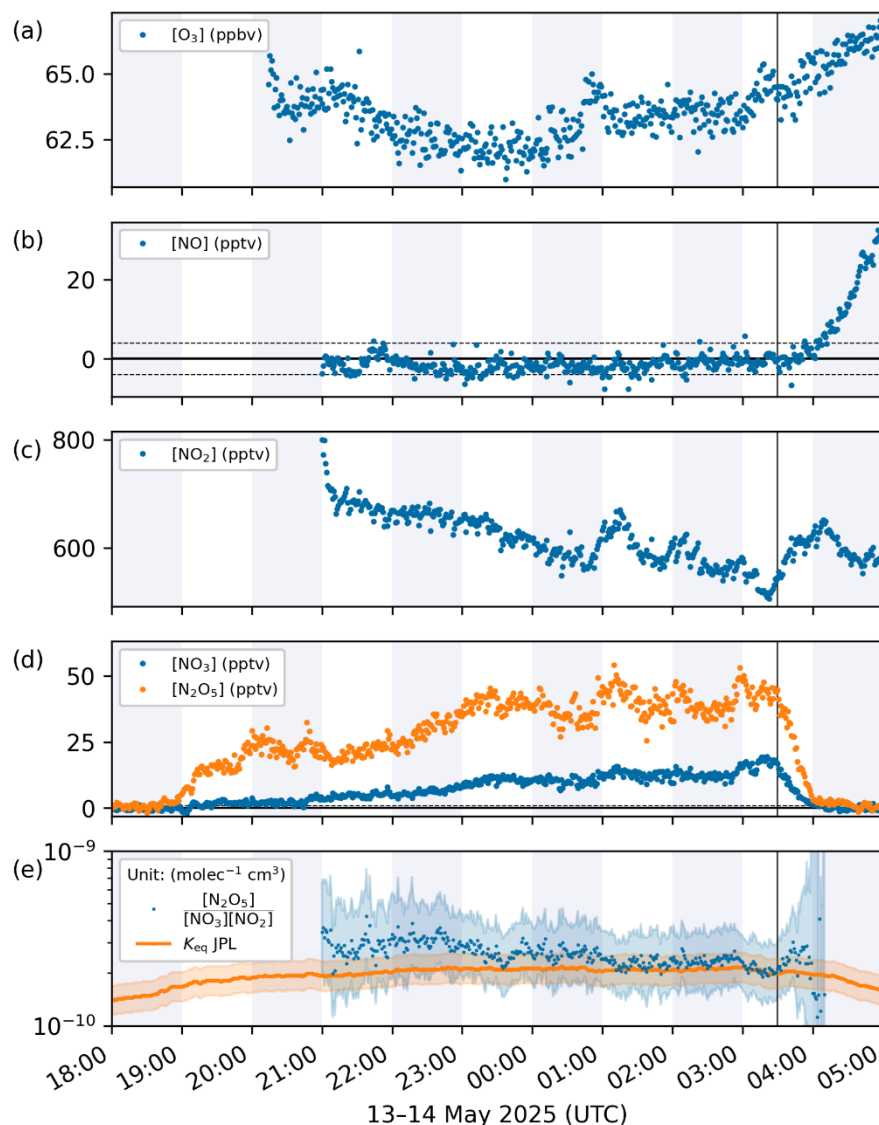 (a)
[O₃] (ppbv)
65.0
62.5
(b)
[NO] (pptv)
20
0
(c)
800
[NO₂] (pptv)
600
(d)
[NO₃] (pptv)
[N₂O₅] (pptv)
50
25
0
(e)
10⁻⁹
Unit: (molec⁻¹ cm³)
[N₂O₅]
[NO₃][NO₂]
K_eq JPL
10⁻¹⁰
18:00 19:00 20:00 21:00 22:00 23:00 00:00 01:00 02:00 03:00 04:00 05:00
13–14 May 2025 (UTC)